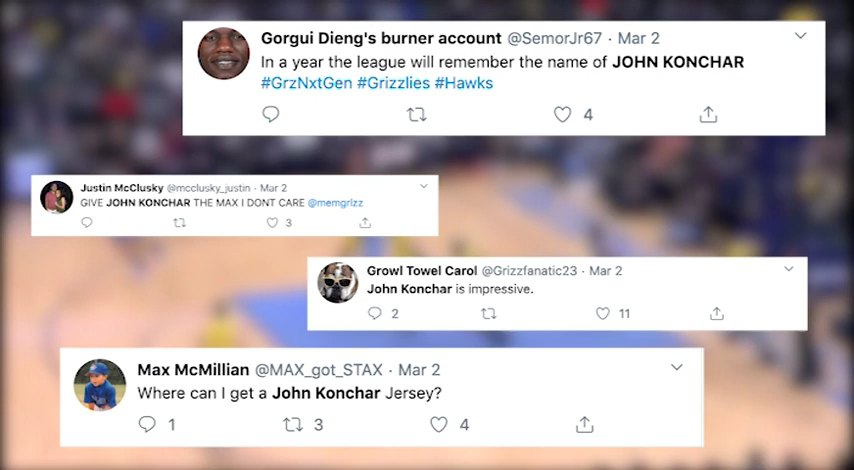 Gorgui Dieng's burner account @SemorJr67 · Mar 2
In a year the league will remember the name of JOHN KONCHAR
#GrzNxtGen #Grizzlies #Hawks
4
Justin McClusky @mcclusky_justin · Mar 2
GIVE JOHN KONCHAR THE MAX I DONT CARE @memgrizz
3
Growl Towel Carol @Grizzfanatic23 · Mar 2
John Konchar is impressive.
2 11
Max McMillian @MAX_got_STAX · Mar 2
Where can I get a John Konchar Jersey?
1 3 4